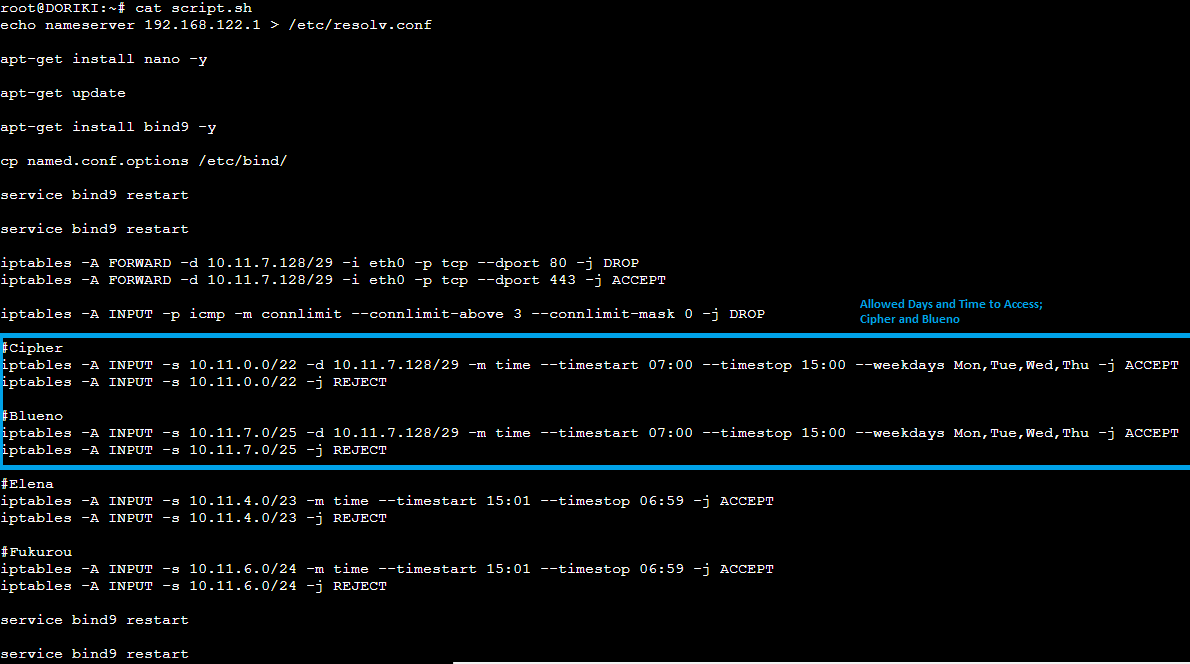 root@DORIKI:~# cat script.sh
echo nameserver 192.168.122.1 > /etc/resolv.conf
apt-get install nano -y
apt-get update
apt-get install bind9 -y
cp named.conf.options /etc/bind/
service bind9 restart
service bind9 restart
iptables -A FORWARD -d 10.11.7.128/29 -i eth0 -p tcp --dport 80 -j DROP
iptables -A FORWARD -d 10.11.7.128/29 -i eth0 -p tcp --dport 443 -j ACCEPT
iptables -A INPUT -p icmp -m connlimit --connlimit-above 3 --connlimit-mask 0 -j DROP
Allowed Days and Time to Access;
Cipher and Blueno
#Cipher
iptables -A INPUT -s 10.11.0.0/22 -d 10.11.7.128/29 -m time --timestart 07:00 --timestop 15:00 --weekdays Mon,Tue,Wed,Thu -j ACCEPT
iptables -A INPUT -s 10.11.0.0/22 -j REJECT
#Blueno
iptables -A INPUT -s 10.11.7.0/25 -d 10.11.7.128/29 -m time --timestart 07:00 --timestop 15:00 --weekdays Mon,Tue,Wed,Thu -j ACCEPT
iptables -A INPUT -s 10.11.7.0/25 -j REJECT
#Elena
iptables -A INPUT -s 10.11.4.0/23 -m time --timestart 15:01 --timestop 06:59 -j ACCEPT
iptables -A INPUT -s 10.11.4.0/23 -j REJECT
#Fukurou
iptables -A INPUT -s 10.11.6.0/24 -m time --timestart 15:01 --timestop 06:59 -j ACCEPT
iptables -A INPUT -s 10.11.6.0/24 -j REJECT
service bind9 restart
service bind9 restart